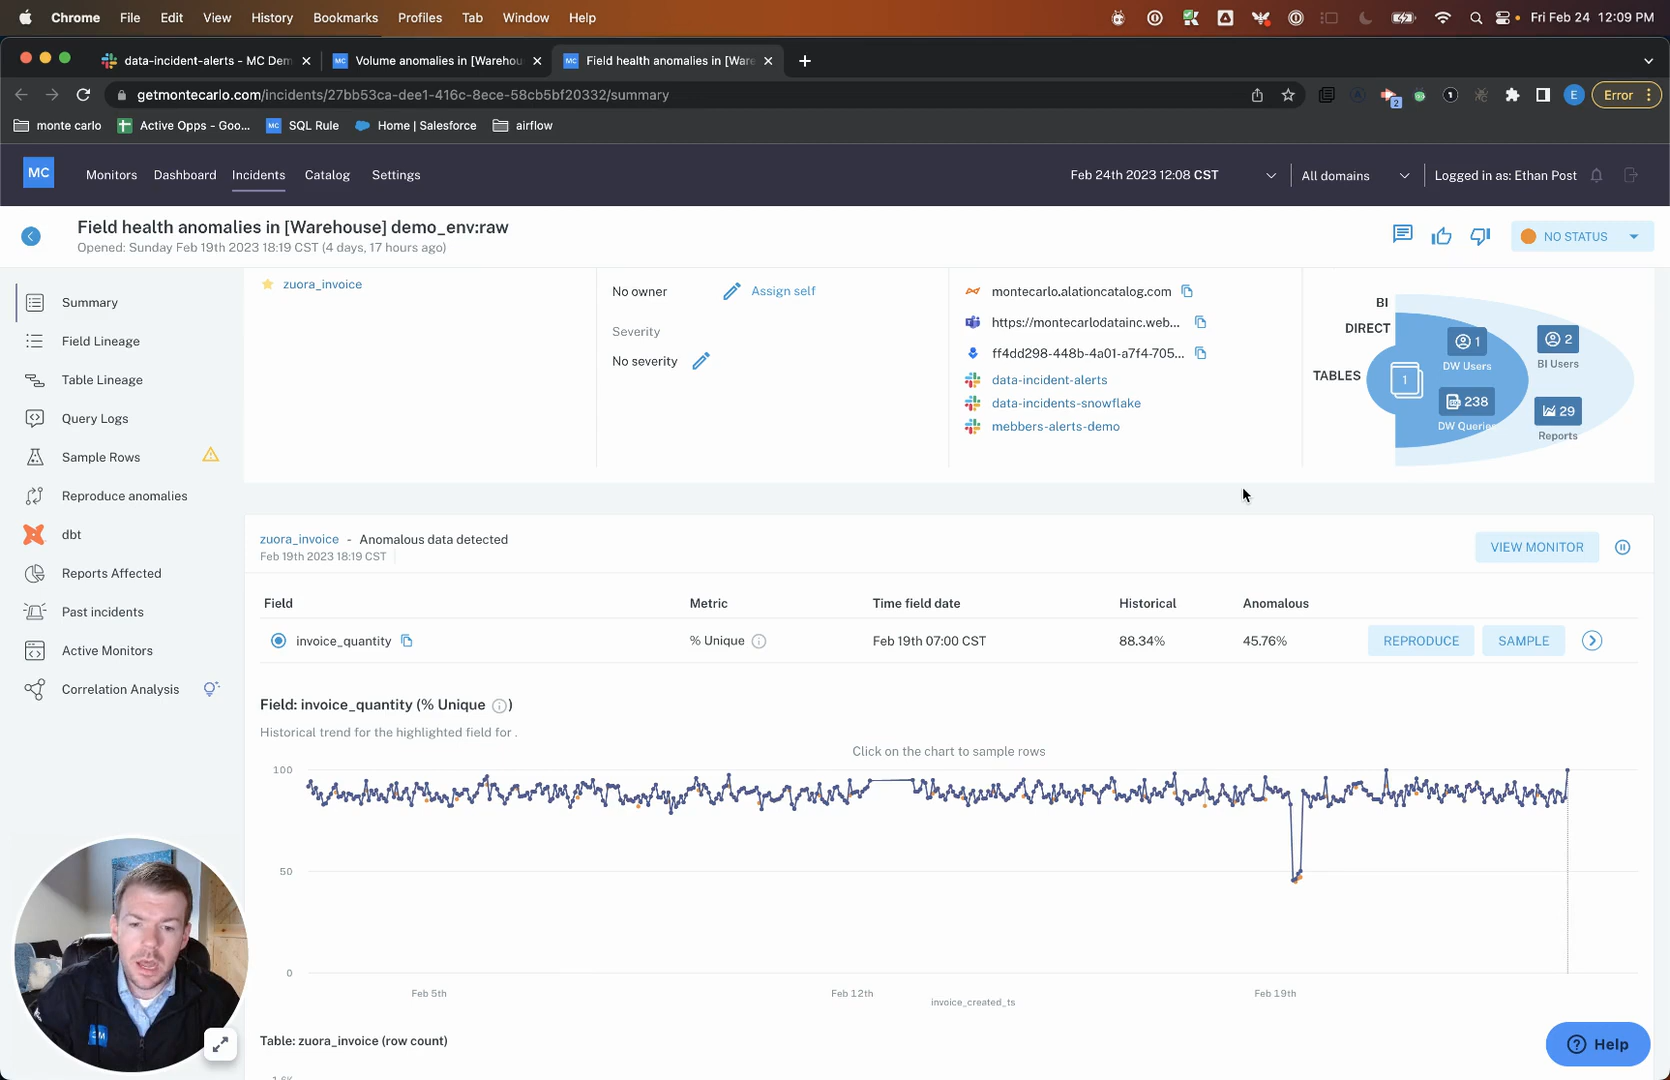 Chrome File Edit View History Bookmarks Profiles Tab Window Help Fri Feb 24 12:09 PM
data-incident-alerts - MC Dem Volume anomalies in [Warehou Field health anomalies in [Ware
getmontecarlo.com/incidents/27bb53ca-dee1-416c-8ece-58cb5bf20332/summary 2 1 E Error
monte carlo Active Opps - Goo... MC SQL Rule Home | Salesforce airflow
MC Monitors Dashboard Incidents Catalog Settings Feb 24th 2023 12:08 CST All domains Logged in as: Ethan Post
Field health anomalies in [Warehouse] demo_env:raw
Opened: Sunday Feb 19th 2023 18:19 CST (4 days, 17 hours ago)
NO STATUS
Summary
Field Lineage
Table Lineage
Query Logs
Sample Rows
Reproduce anomalies
dbt
Reports Affected
Past incidents
Active Monitors
Correlation Analysis
zuora_invoice
No owner Assign self
Severity
No severity
montecarlo.alationcatalog.com
https://montecarlodatainc.web...
ff4dd298-448b-4a01-a7f4-705...
data-incident-alerts
data-incidents-snowflake
mebbers-alerts-demo
BI
DIRECT
TABLES
1
1
DW Users
238
DW Queries
2
BI Users
29
Reports
zuora_invoice - Anomalous data detected
Feb 19th 2023 18:19 CST
VIEW MONITOR
Field Metric Time field date Historical Anomalous
invoice_quantity % Unique Feb 19th 07:00 CST 88.34% 45.76% REPRODUCE SAMPLE
Field: invoice_quantity (% Unique )
Historical trend for the highlighted field for .
Click on the chart to sample rows
100
50
0
Feb 5th Feb 12th Feb 19th
invoice_created_ts
Table: zuora_invoice (row count)
Help